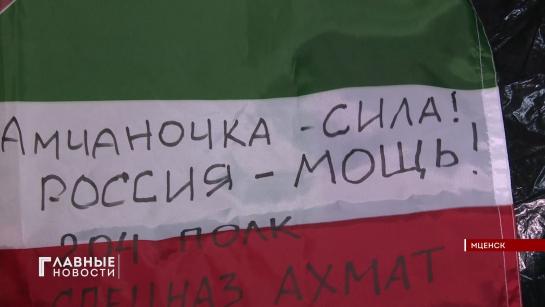 Амчаночка - СИЛА!
РОССИЯ - МОЩЬ!
204 ПОЛК
СПЕЦНАЗ АХМАТ
МЦЕНСК
ГЛАВНЫЕ
НОВОСТИ